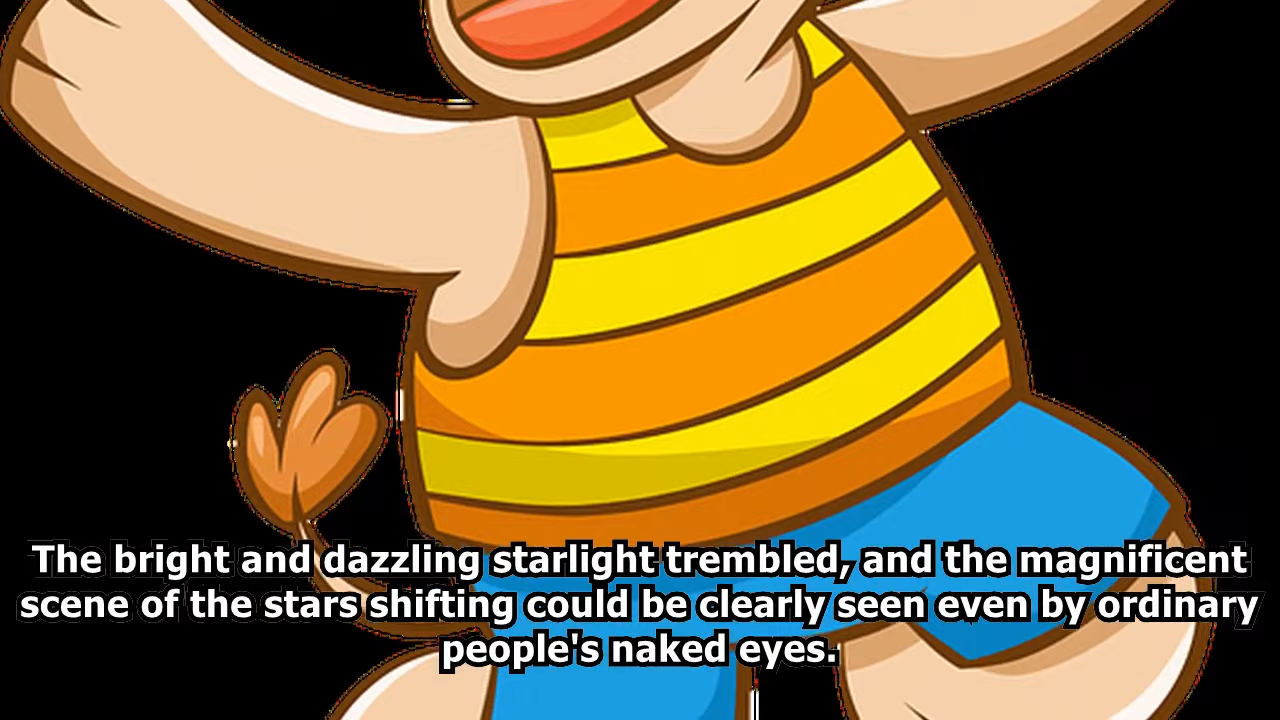 The bright and dazzling starlight trembled, and the magnificent
scene of the stars shifting could be clearly seen even by ordinary
people's naked eyes.